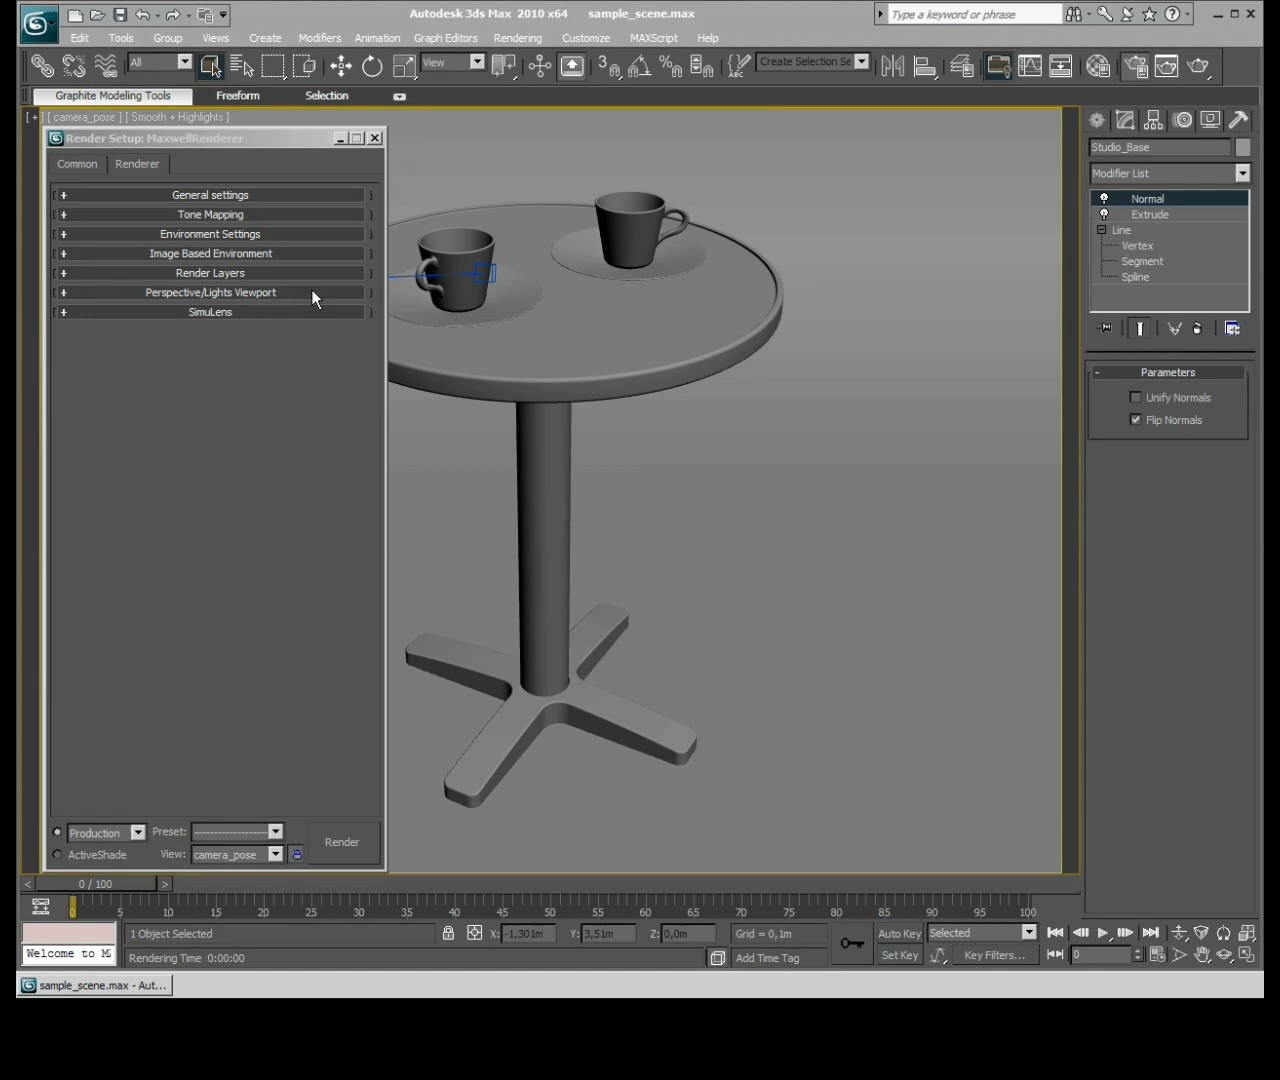 Autodesk 3ds Max 2010 x64 sample_scene.max
Type a keyword or phrase
Edit Tools Group Views Create Modifiers Animation Graph Editors Rendering Customize MAXScript Help
All
View
3
Create Selection Se
Graphite Modeling Tools Freeform Selection
[ + ] [ camera_pose ] [ Smooth + Highlights ]
Render Setup: MaxwellRenderer
Common Renderer
General settings
Tone Mapping
Environment Settings
Image Based Environment
Render Layers
Perspective/Lights Viewport
SimuLens
Production
Preset: --------------------
ActiveShade
View: camera_pose
Render
Studio_Base
Modifier List
Normal
Extrude
Line
Vertex
Segment
Spline
Parameters
Unify Normals
Flip Normals
< 0 / 100 >
0 5 10 15 20 25 30 35 40 45 50 55 60 65 70 75 80 85 90 95 100
1 Object Selected
X: -1,301m Y: 3,51m Z: 0,0m
Grid = 0,1m
Auto Key
Selected
Welcome to M
Rendering Time 0:00:00
Add Time Tag
Set Key
Key Filters...
0
sample_scene.max - Aut...